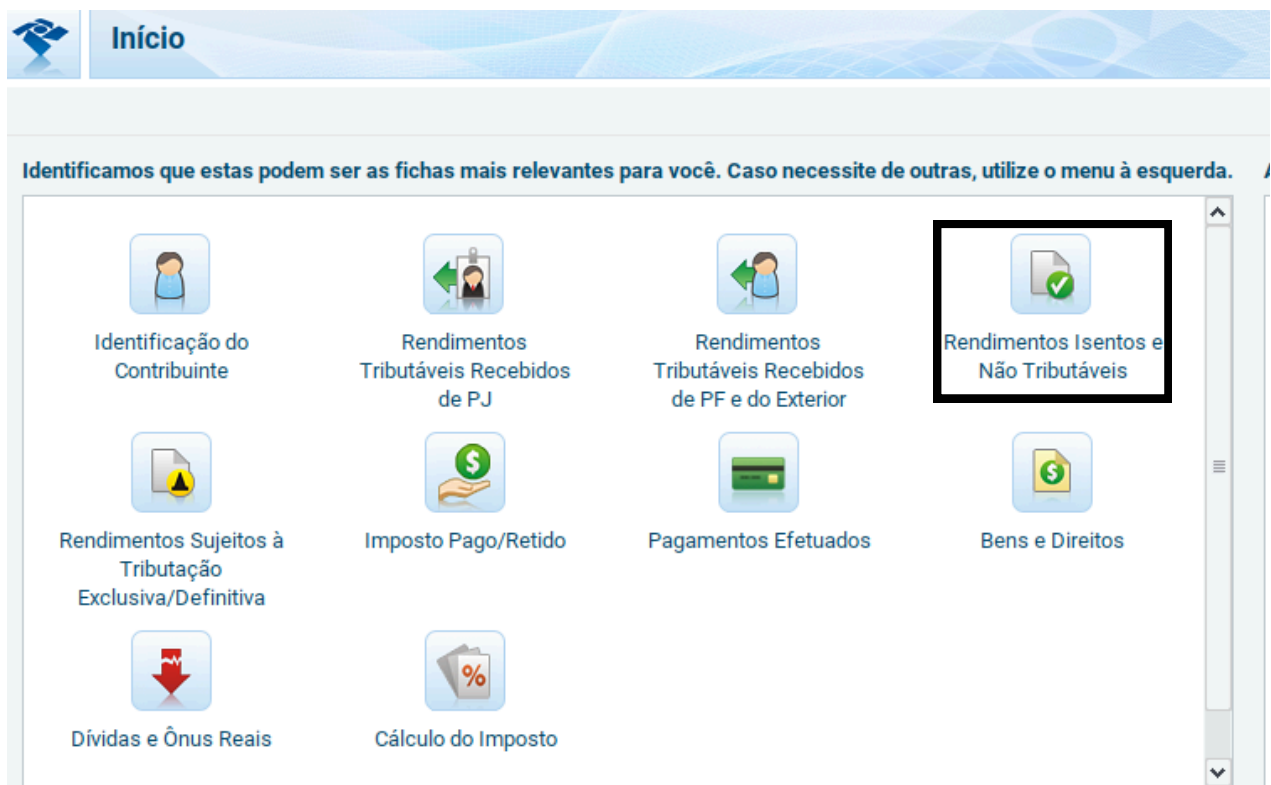 Início
Identificamos que estas podem ser as fichas mais relevantes para você. Caso necessite de outras, utilize o menu à esquerda.
Identificação do
Contribuinte
Rendimentos
Tributáveis Recebidos
de PJ
Rendimentos
Tributáveis Recebidos
de PF e do Exterior
Rendimentos Isentos e
Não Tributáveis
Rendimentos Sujeitos à
Tributação
Exclusiva/Definitiva
Imposto Pago/Retido
Pagamentos Efetuados
Bens e Direitos
Dívidas e Ônus Reais
Cálculo do Imposto